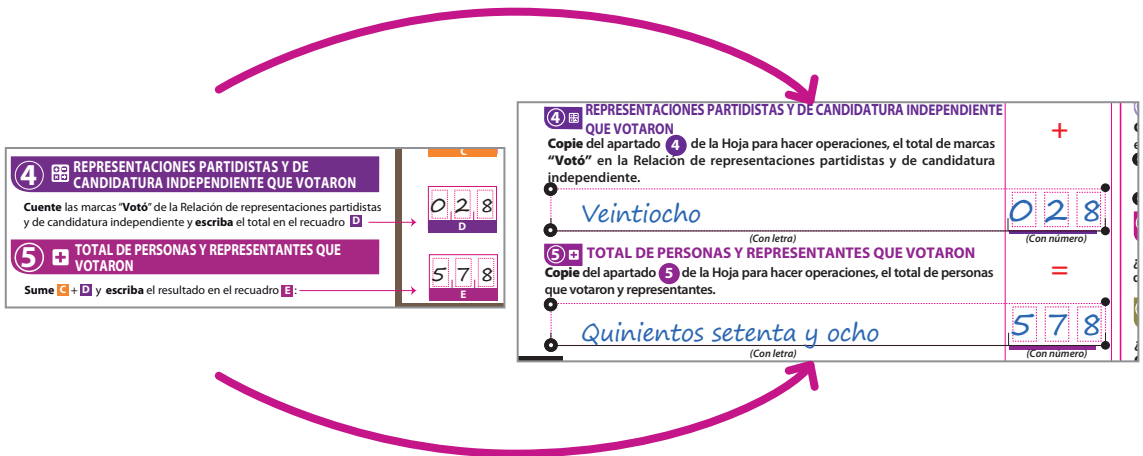 C
4 REPRESENTACIONES PARTIDISTAS Y DE
CANDIDATURA INDEPENDIENTE QUE VOTARON
Cuente las marcas “Votó” de la Relación de representaciones partidistas
y de candidatura independiente y escriba el total en el recuadro D
0 2 8
D
5 TOTAL DE PERSONAS Y REPRESENTANTES QUE
VOTARON
Sume C + D y escriba el resultado en el recuadro E:
5 7 8
E
4 REPRESENTACIONES PARTIDISTAS Y DE CANDIDATURA INDEPENDIENTE
QUE VOTARON
Copie del apartado 4 de la Hoja para hacer operaciones, el total de marcas
“Votó” en la Relación de representaciones partidistas y de candidatura
independiente.
+
Veintiocho
0 2 8
(Con letra)
(Con número)
5 TOTAL DE PERSONAS Y REPRESENTANTES QUE VOTARON
Copie del apartado 5 de la Hoja para hacer operaciones, el total de personas
que votaron y representantes.
=
Quinientos setenta y ocho
5 7 8
(Con letra)
(Con número)